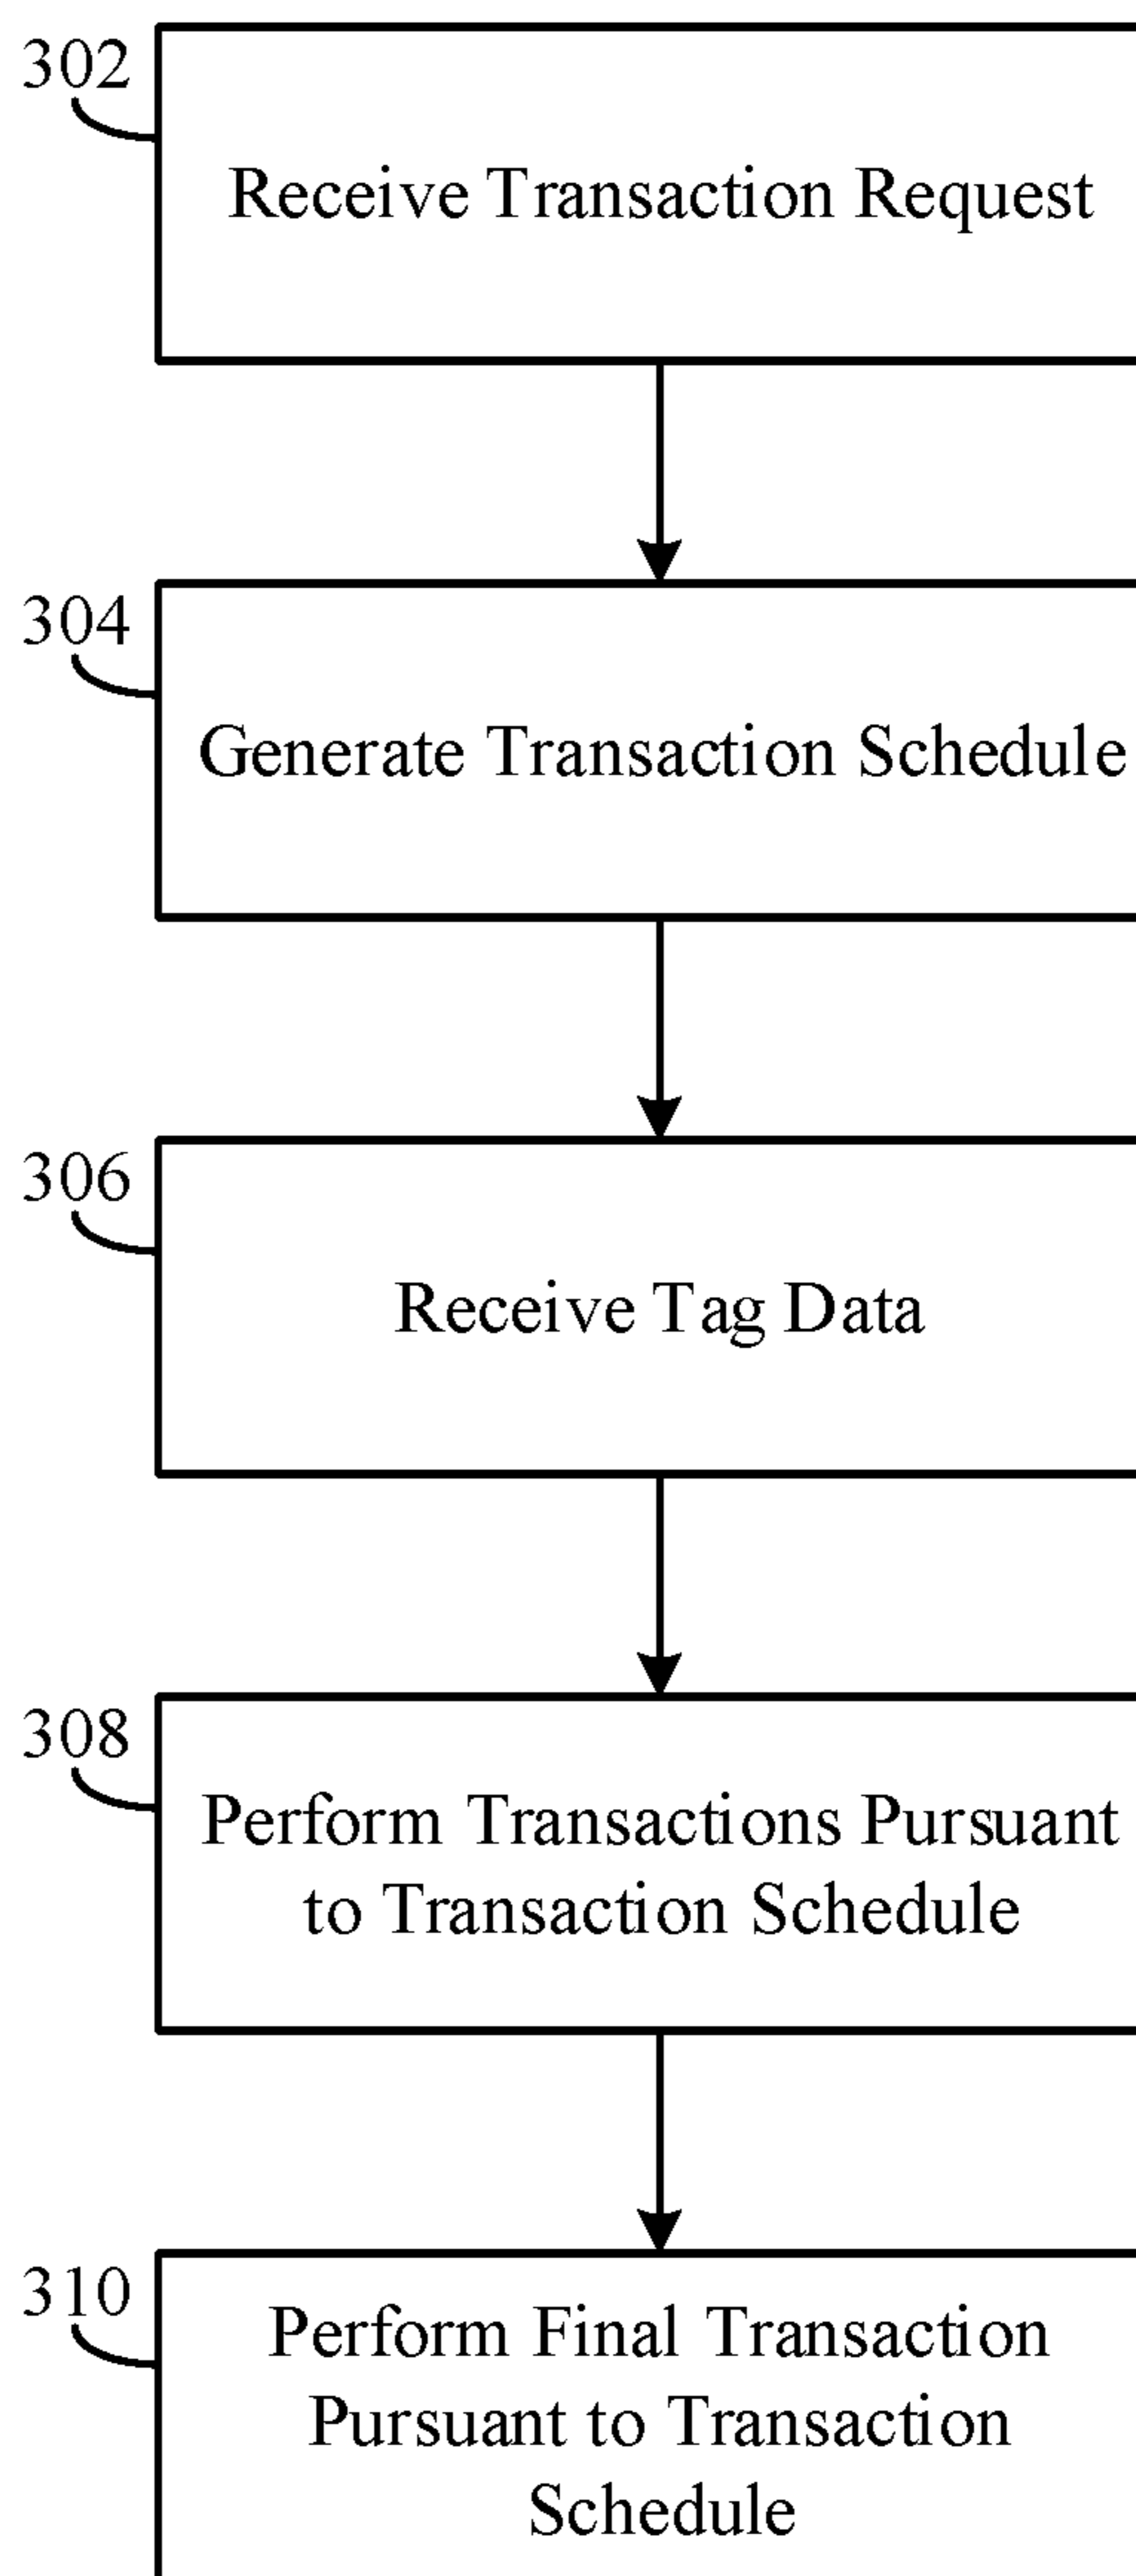 302
Receive Transaction Request
304
Generate Transaction Schedule
306
Receive Tag Data
308
Perform Transactions Pursuant
to Transaction Schedule
310
Perform Final Transaction
Pursuant to Transaction
Schedule